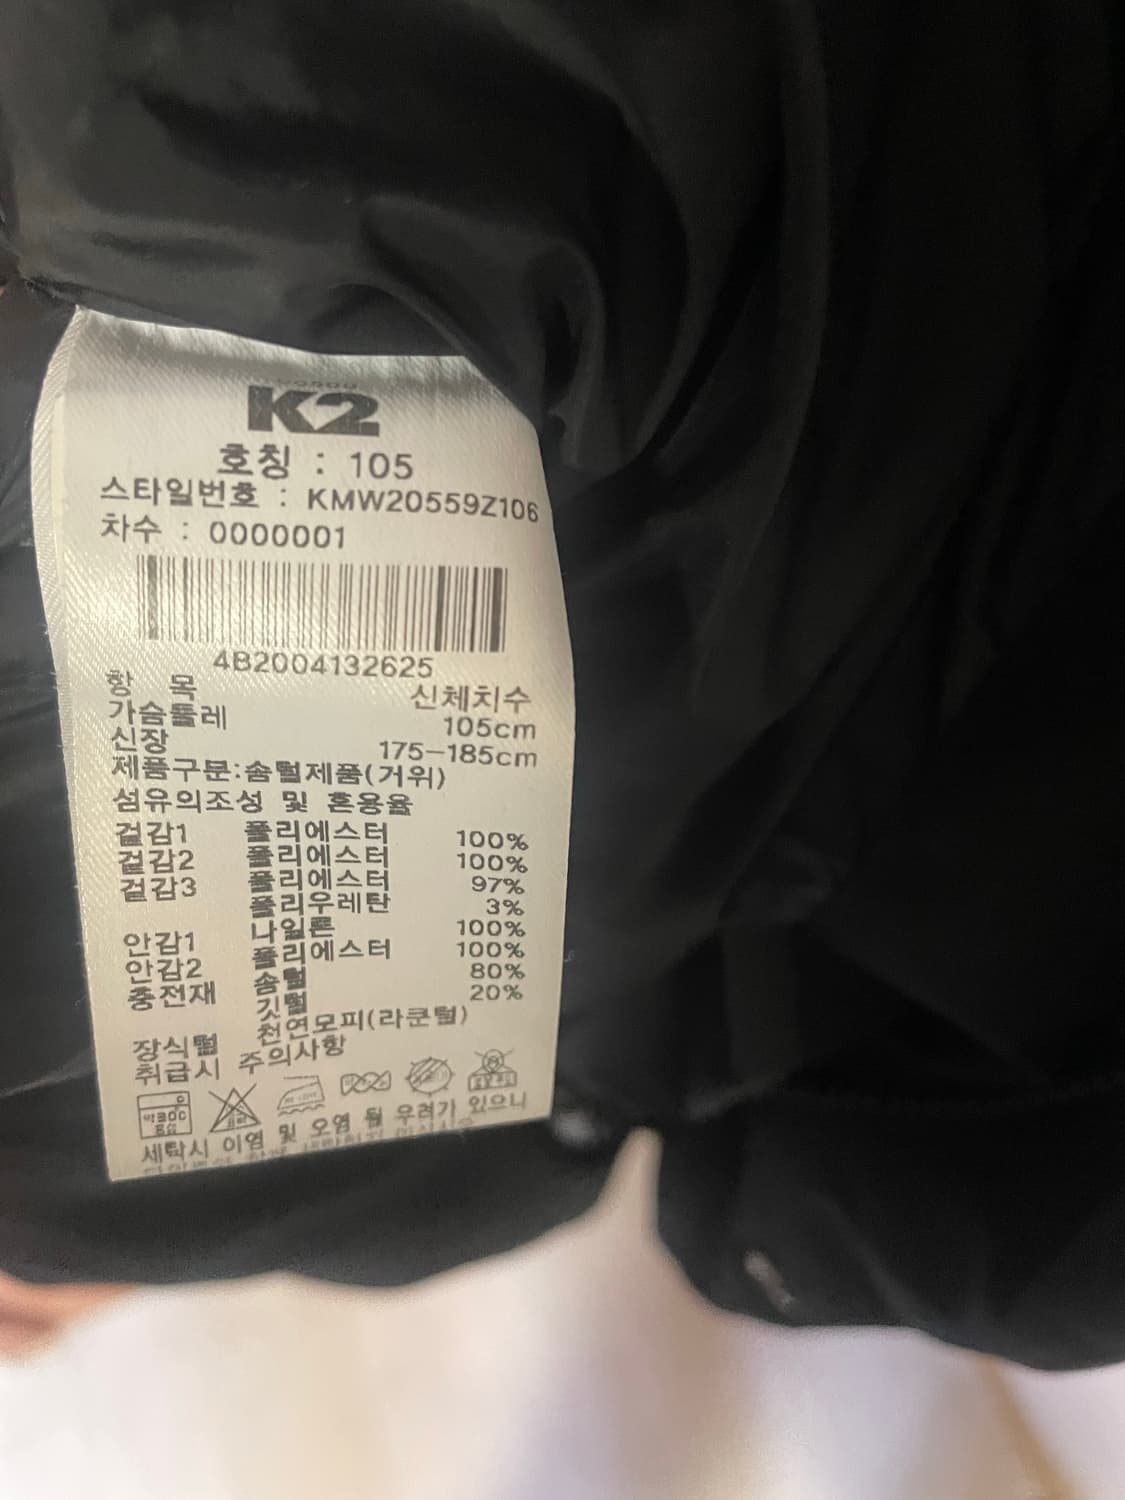 K2
호칭 : 105
스타일번호 : KMW20559Z106
차수 : 0000001
4B2004132625
항 목 신체치수
가슴둘레 105cm
신장 175-185cm
제품구분:솜털제품(거위)
섬유의조성 및 혼용율
겉감1 폴리에스터 100%
겉감2 폴리에스터 100%
겉감3 폴리에스터 97%
폴리우레탄 3%
안감1 나일론 100%
안감2 폴리에스터 100%
충전재 솜털 80%
깃털 20%
장식털 천연모피(라쿤털)
취급시 주의사항
약30℃
중성
세탁시 이염 및 오염 될 우려가 있으니